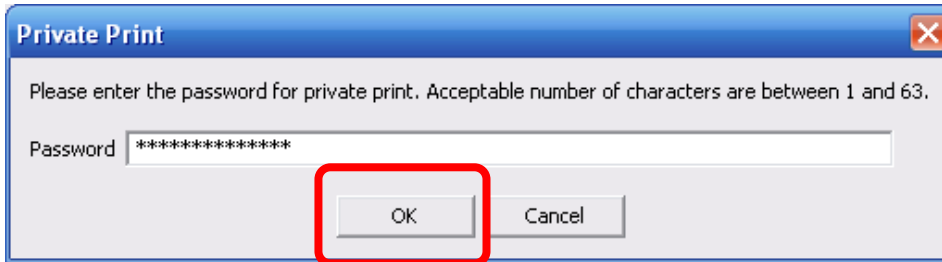 Private Print
Please enter the password for private print. Acceptable number of characters are between 1 and 63.
Password **************
OK Cancel